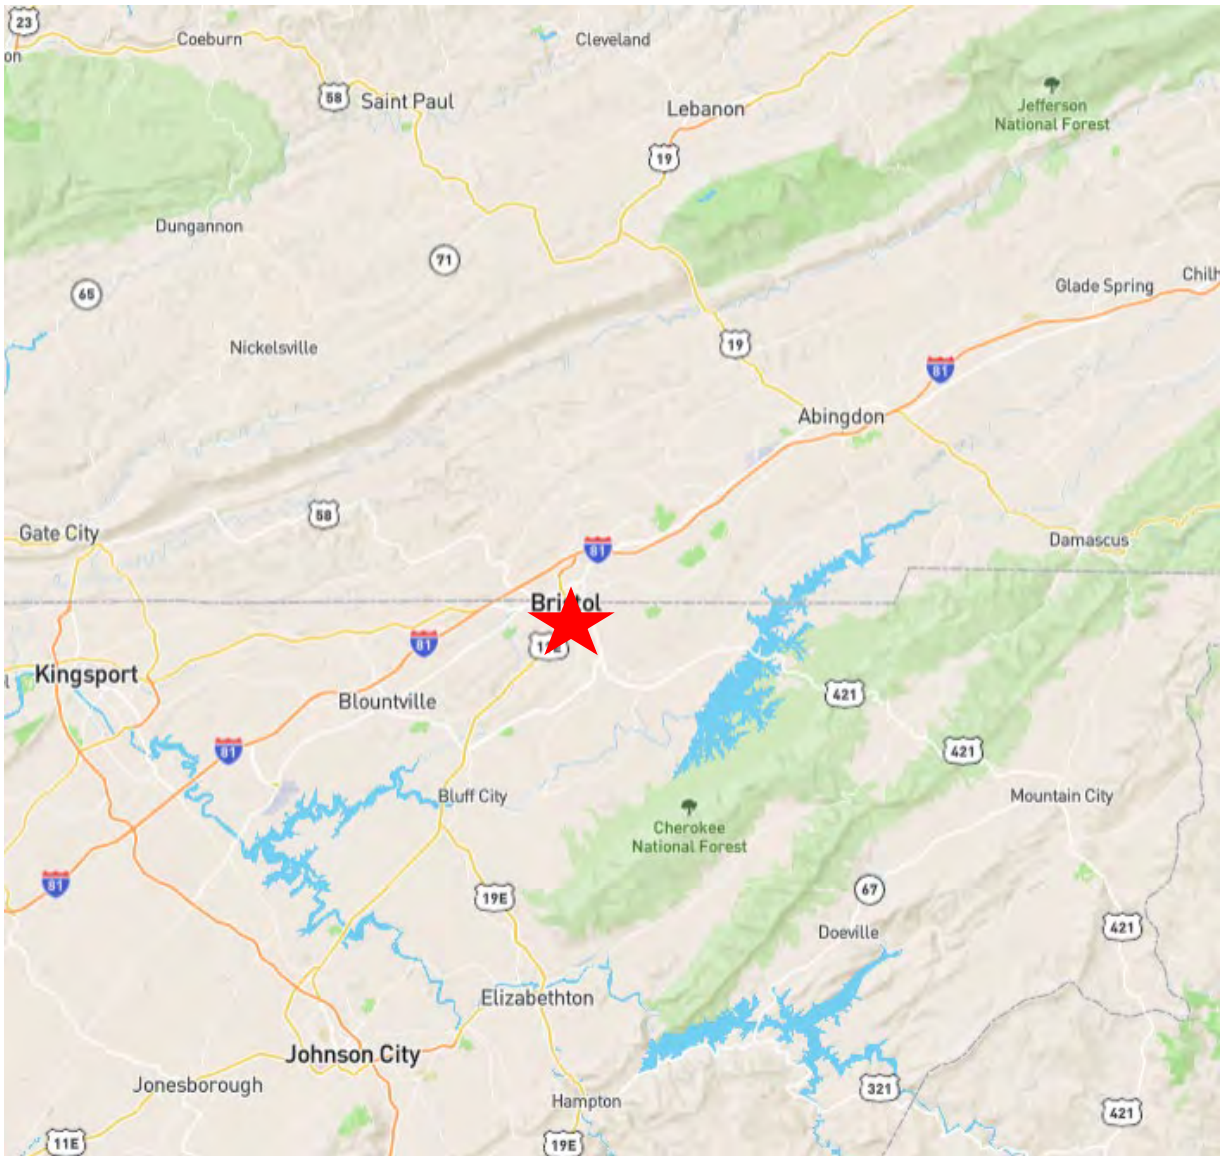 23
Coeburn
Cleveland
on
58
Saint Paul
Lebanon
Jefferson
National Forest
19
Dungannon
71
65
Glade Spring
Chilh
Nickelsville
19
81
Abingdon
58
Gate City
81
Damascus
Bristol
81
Kingsport
Blountville
421
81
421
Bluff City
Mountain City
Cherokee
National Forest
81
19E
67
421
Doeville
Elizabethton
Johnson City
Jonesborough
321
Hampton
421
11E
19E